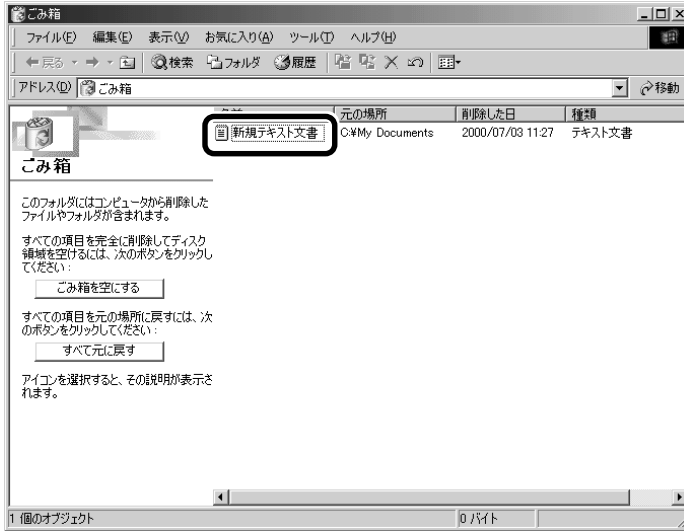 ごみ箱
ファイル(F) 編集(E) 表示(V) お気に入り(A) ツール(T) ヘルプ(H)
戻る 検索 フォルダ 履歴
アドレス(D) ごみ箱 移動
元の場所 削除した日 種類
新規テキスト文書 C:¥My Documents 2000/07/03 11:27 テキスト文書
ごみ箱
このフォルダにはコンピュータから削除した
ファイルやフォルダが含まれます。
すべての項目を完全に削除してディスク
領域を空けるには、次のボタンをクリックし
てください:
ごみ箱を空にする
すべての項目を元の場所に戻すには、次
のボタンをクリックしてください:
すべて元に戻す
アイコンを選択すると、その説明が表示さ
れます。
1 個のオブジェクト 0 バイト